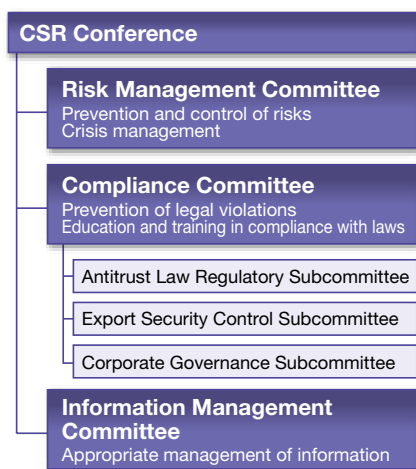 CSR Conference
Risk Management Committee
Prevention and control of risks
Crisis management
Compliance Committee
Prevention of legal violations
Education and training in compliance with laws
Antitrust Law Regulatory Subcommittee
Export Security Control Subcommittee
Corporate Governance Subcommittee
Information Management
Committee
Appropriate management of information